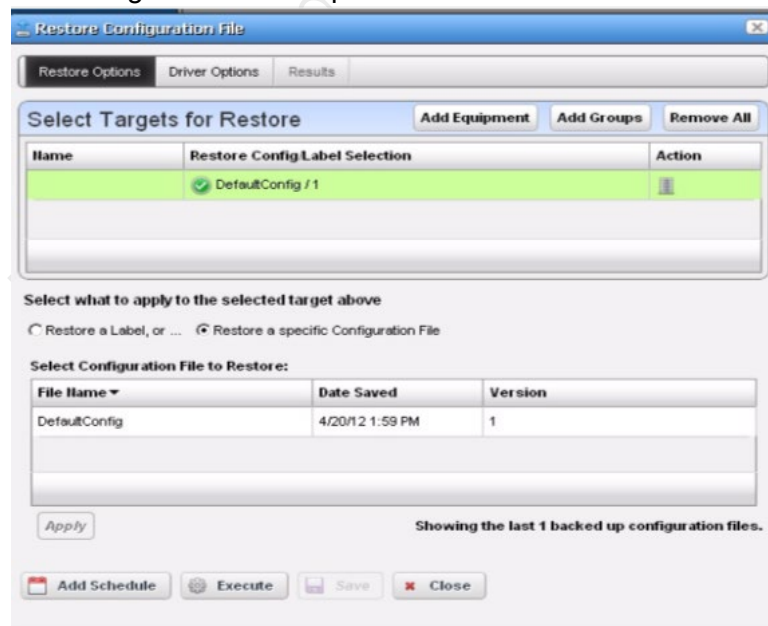 Restore Configuration File
Restore Options Driver Options Results
Select Targets for Restore Add Equipment Add Groups Remove All
Name Restore Config/Label Selection Action
DefaultConfig / 1
Select what to apply to the selected target above
Restore a Label, or ... Restore a specific Configuration File
Select Configuration File to Restore:
File Name Date Saved Version
DefaultConfig 4/20/12 1:59 PM 1
Apply Showing the last 1 backed up configuration files.
Add Schedule Execute Save Close